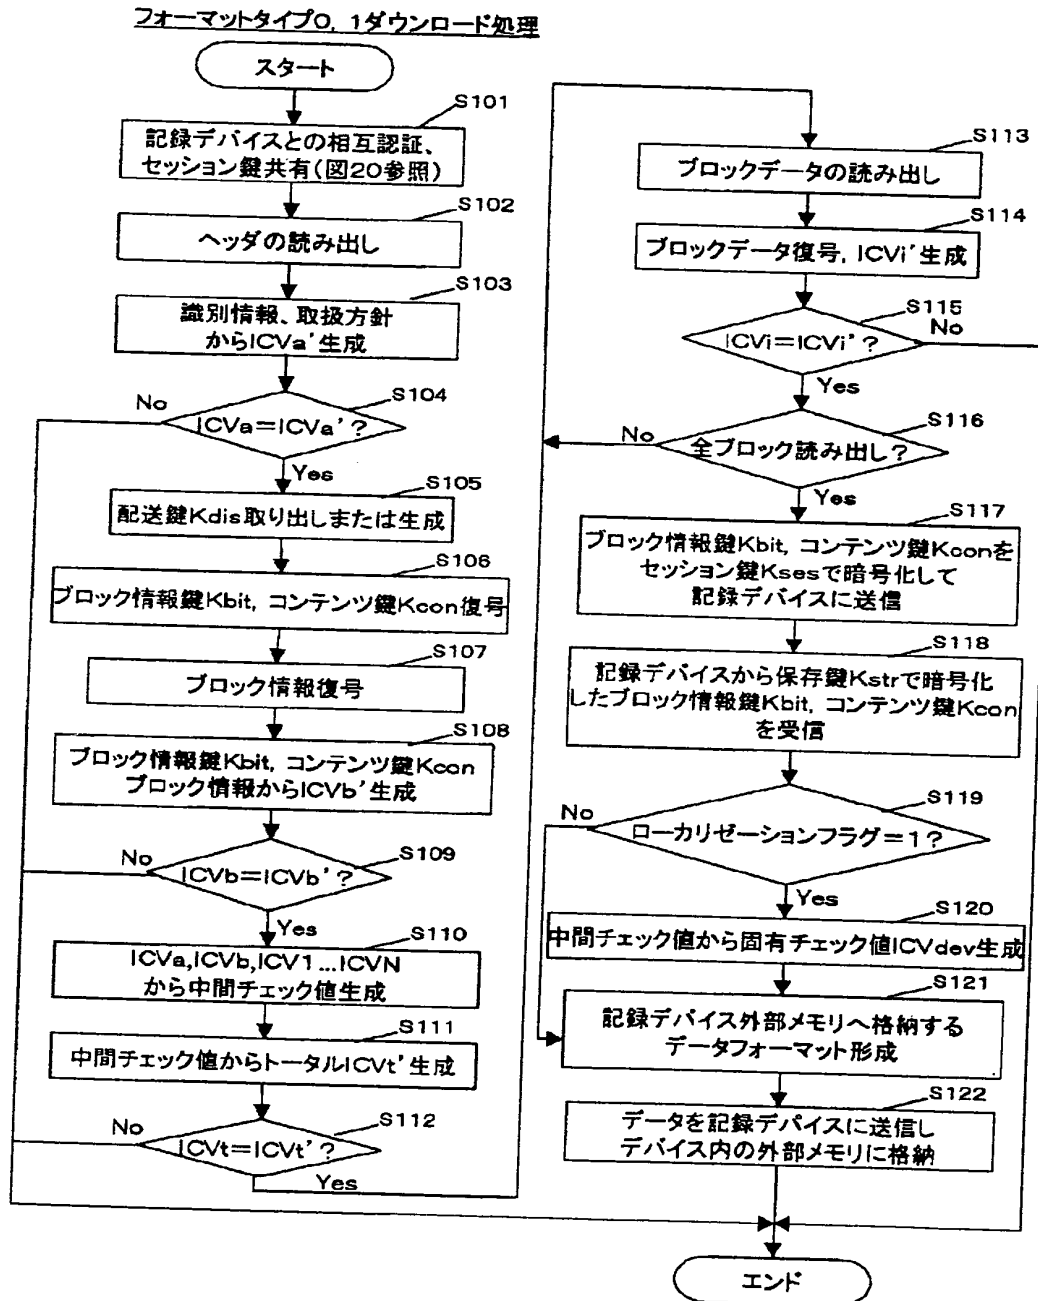 フォーマットタイプ0, 1ダウンロード処理
スタート
S101
記録デバイスとの相互認証、
セッション鍵共有(図20参照)
S102
ヘッダの読み出し
S103
識別情報、取扱方針
からICVa'生成
S104
No
ICVa=ICVa'?
Yes
S105
配送鍵Kdis取り出しまたは生成
S106
ブロック情報鍵Kbit, コンテンツ鍵Kcon復号
S107
ブロック情報復号
S108
ブロック情報鍵Kbit, コンテンツ鍵Kcon
ブロック情報からICVb'生成
S109
No
ICVb=ICVb'?
Yes
S110
ICVa,ICVb,ICV1...ICVN
から中間チェック値生成
S111
中間チェック値からトータルICVt'生成
S112
No
ICVt=ICVt'?
Yes
S113
ブロックデータの読み出し
S114
ブロックデータ復号, ICVi'生成
S115
No
ICVi=ICVi'?
Yes
S116
No
全ブロック読み出し?
Yes
S117
ブロック情報鍵Kbit, コンテンツ鍵Kconを
セッション鍵Ksesで暗号化して
記録デバイスに送信
S118
記録デバイスから保存鍵Kstrで暗号化
したブロック情報鍵Kbit, コンテンツ鍵Kcon
を受信
S119
No
ローカリゼーションフラグ=1?
Yes
S120
中間チェック値から固有チェック値ICVdev生成
S121
記録デバイス外部メモリへ格納する
データフォーマット形成
S122
データを記録デバイスに送信し
デバイス内の外部メモリに格納
エンド